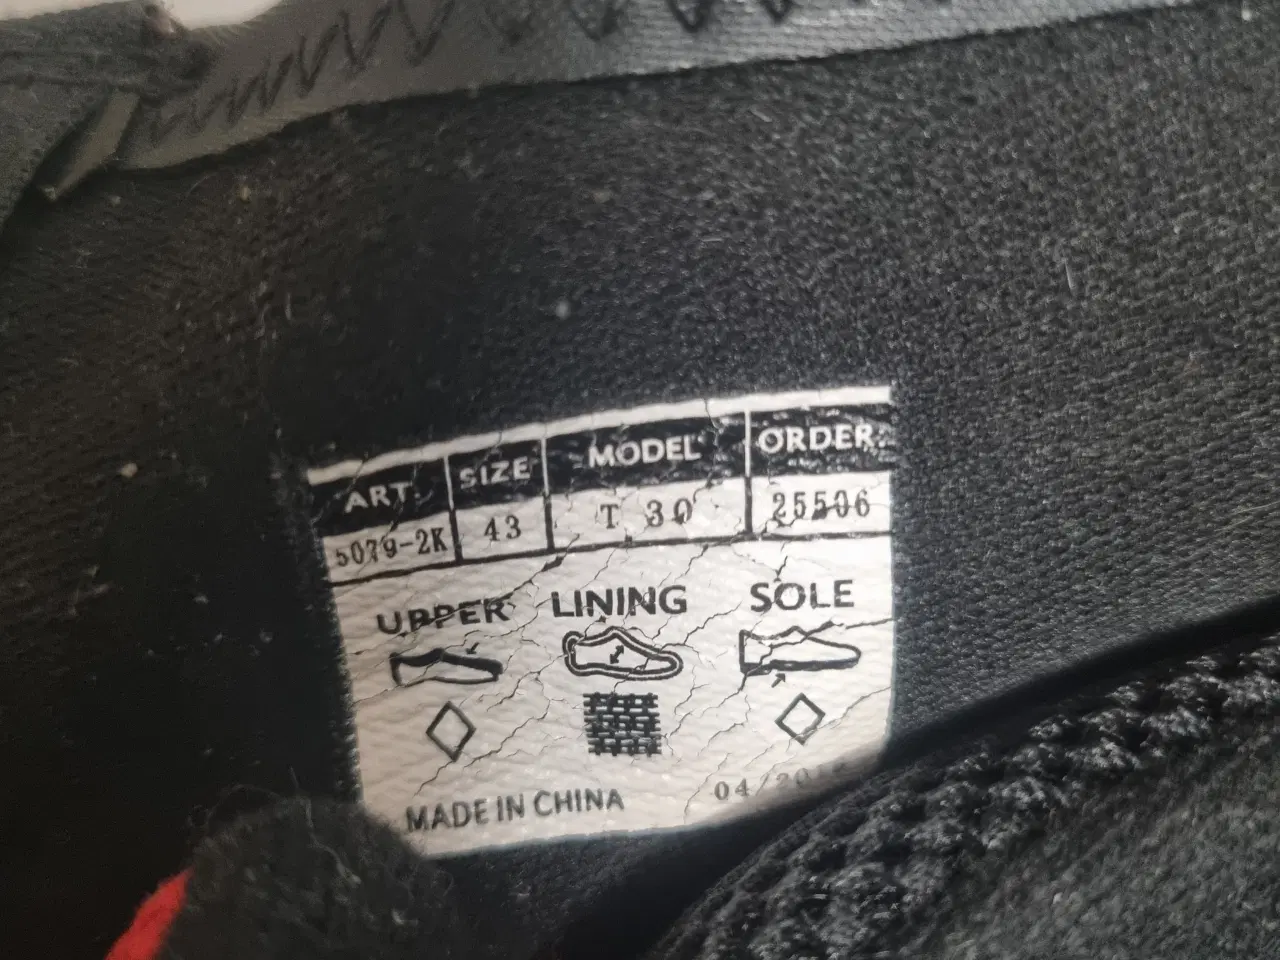 ART. SIZE MODEL ORDER.
5079-2K 43 T 30 25506
UPPER LINING SOLE
MADE IN CHINA